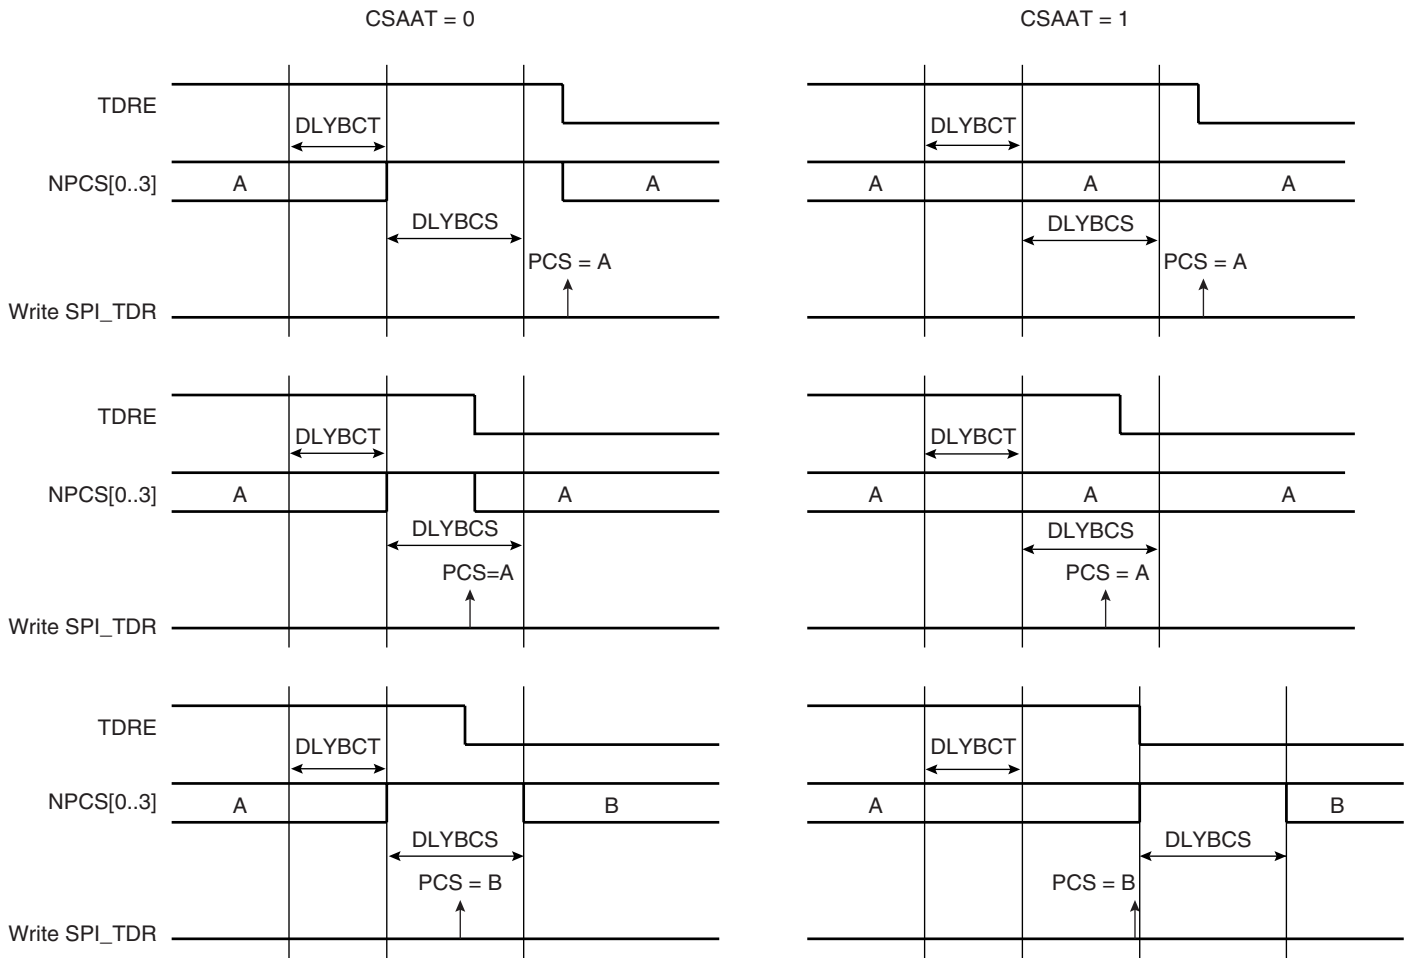 CSAAT = 0
CSAAT = 1
TDRE
DLYBCT
DLYBCT
NPCS[0..3]
A
A
A
A
A
DLYBCS
DLYBCS
PCS = A
PCS = A
Write SPI_TDR
TDRE
DLYBCT
DLYBCT
NPCS[0..3]
A
A
A
A
A
DLYBCS
DLYBCS
PCS=A
PCS = A
Write SPI_TDR
TDRE
DLYBCT
DLYBCT
NPCS[0..3]
A
B
A
B
DLYBCS
DLYBCS
PCS = B
PCS = B
Write SPI_TDR